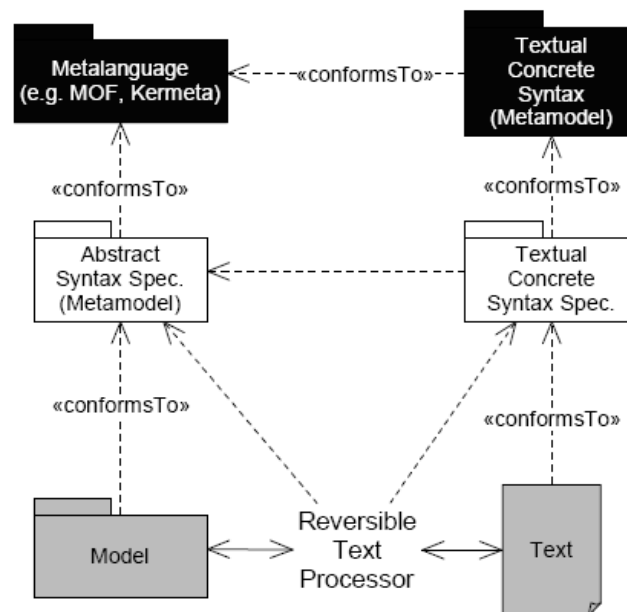 Metalanguage
(e.g. MOF, Kermeta)
«conformsTo»
Textual
Concrete
Syntax
(Metamodel)
«conformsTo»
«conformsTo»
Abstract
Syntax Spec.
(Metamodel)
Textual
Concrete
Syntax Spec.
«conformsTo»
«conformsTo»
Model
Reversible
Text
Processor
Text